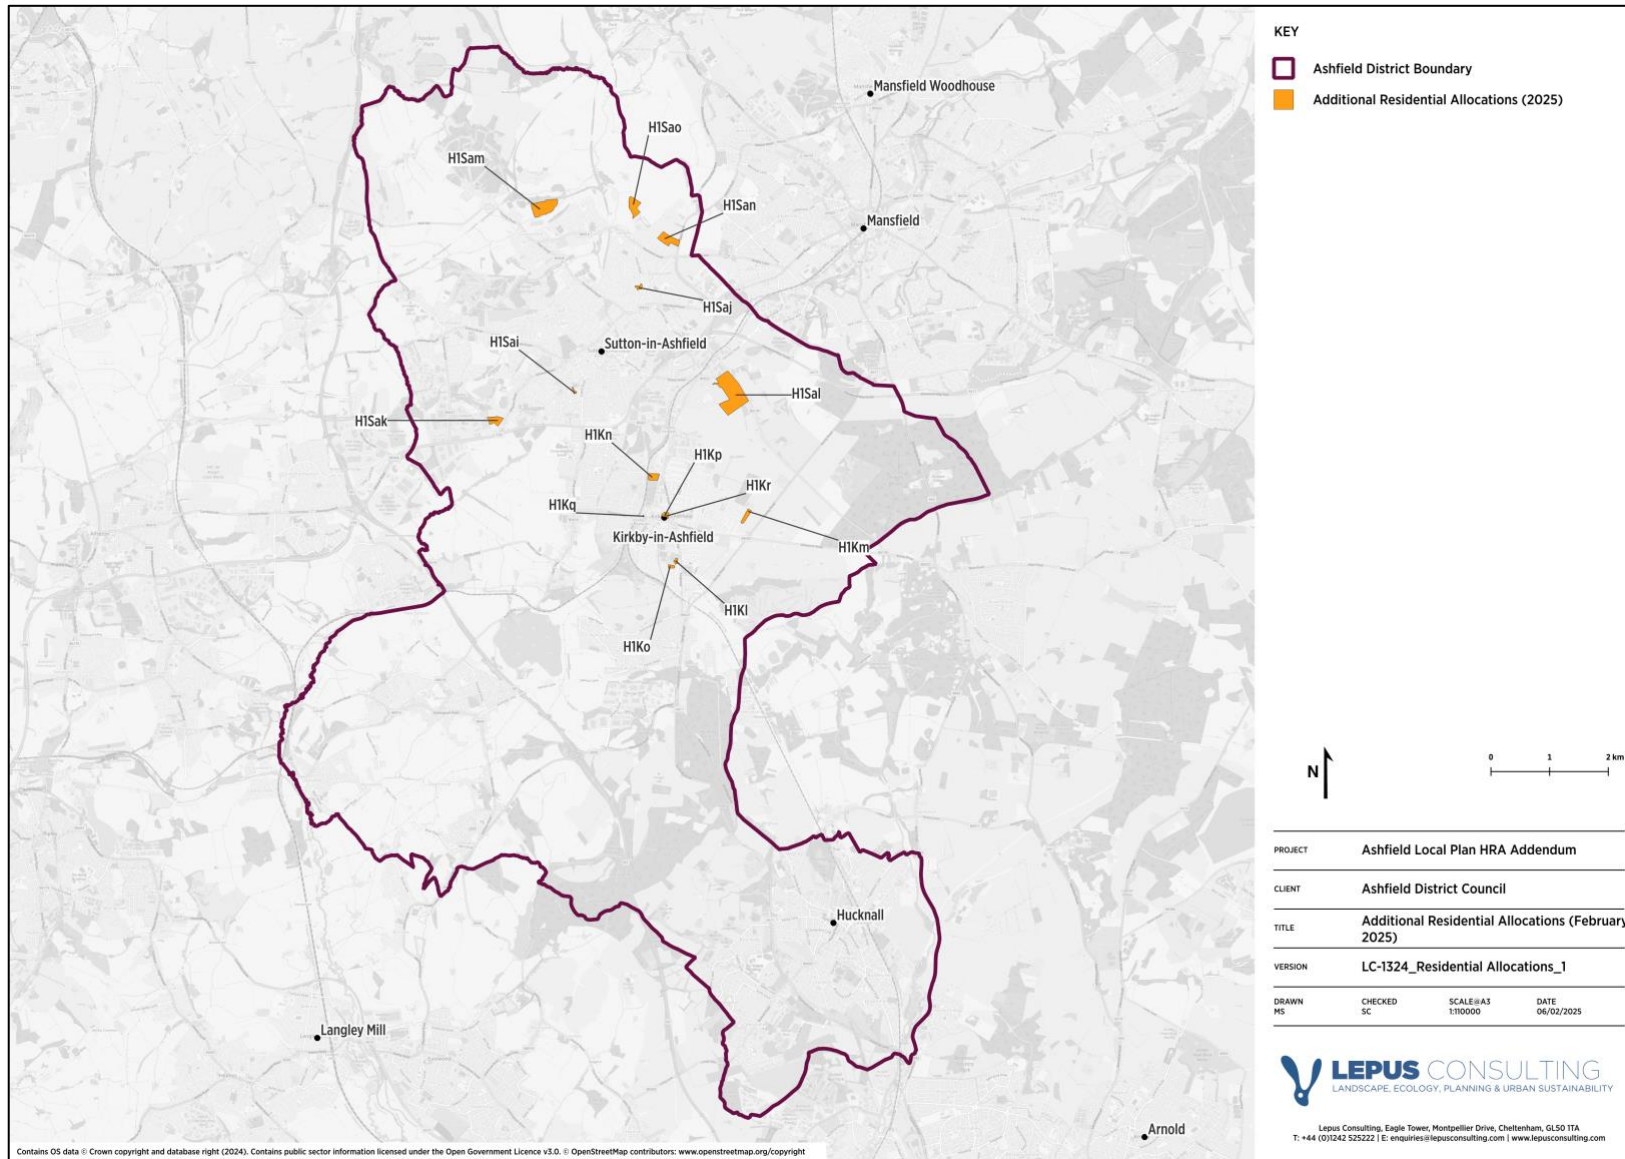 KEY
Ashfield District Boundary
Additional Residential Allocations (2025)
Mansfield Woodhouse
H1Sao
H1Sam
H1San
Mansfield
H1Saj
H1Sai
Sutton-in-Ashfield
H1Sal
H1Sak
H1Kn
H1Kp
H1Kr
H1Kq
Kirkby-in-Ashfield
H1Km
H1Kl
H1Ko
Hucknall
Langley Mill
Arnold
N
0 1 2 km
PROJECT Ashfield Local Plan HRA Addendum
CLIENT Ashfield District Council
TITLE Additional Residential Allocations (February
2025)
VERSION LC-1324_Residential Allocations_1
DRAWN CHECKED SCALE@A3 DATE
MS SC 1:110000 06/02/2025
LEPUS CONSULTING
LANDSCAPE, ECOLOGY, PLANNING & URBAN SUSTAINABILITY
Lepus Consulting, Eagle Tower, Montpellier Drive, Cheltenham, GL50 1TA
T: +44 (0)1242 525222 | E: enquiries@lepusconsulting.com | www.lepusconsulting.com
Contains OS data © Crown copyright and database right (2024). Contains public sector information licensed under the Open Government Licence v3.0. © OpenStreetMap contributors: www.openstreetmap.org/copyright